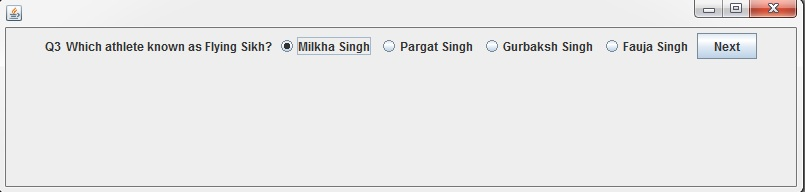 Q3 Which athlete known as Flying Sikh? Milkha Singh Pargat Singh Gurbaksh Singh Fauja Singh Next